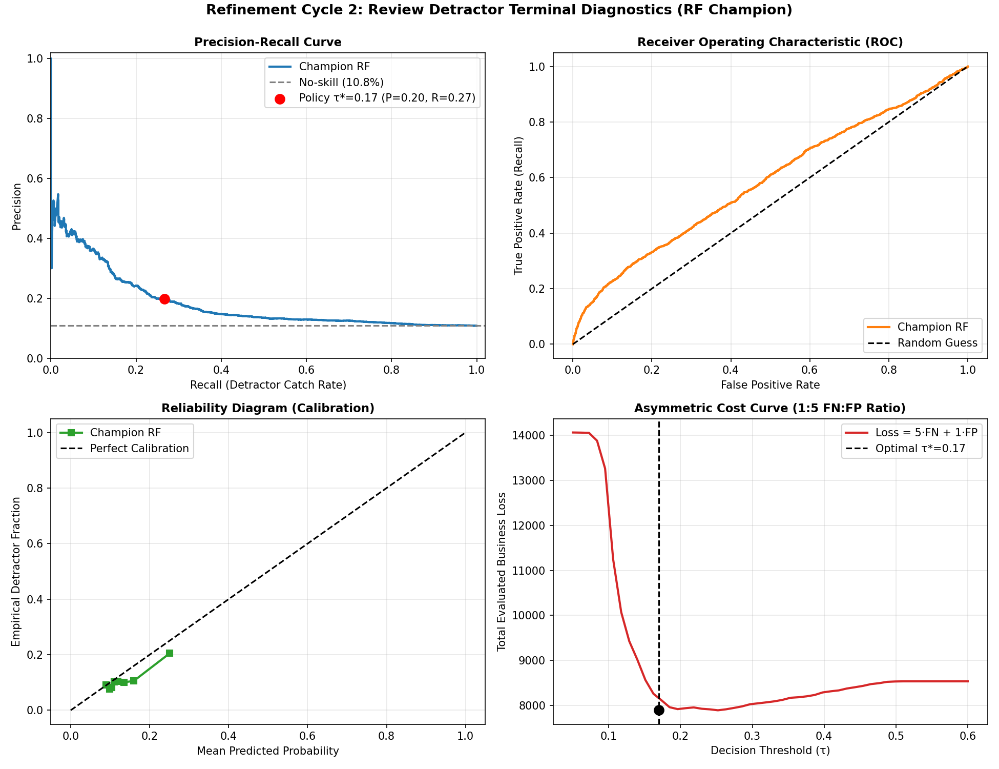 Refinement Cycle 2: Review Detractor Terminal Diagnostics (RF Champion)
Precision-Recall Curve
Precision
1.0
0.8
0.6
0.4
0.2
0.0
Champion RF
No-skill (10.8%)
Policy τ*=0.17 (P=0.20, R=0.27)
0.0 0.2 0.4 0.6 0.8 1.0
Recall (Detractor Catch Rate)
Receiver Operating Characteristic (ROC)
True Positive Rate (Recall)
1.0
0.8
0.6
0.4
0.2
0.0
Champion RF
Random Guess
0.0 0.2 0.4 0.6 0.8 1.0
False Positive Rate
Reliability Diagram (Calibration)
Empirical Detractor Fraction
1.0
0.8
0.6
0.4
0.2
0.0
Champion RF
Perfect Calibration
0.0 0.2 0.4 0.6 0.8 1.0
Mean Predicted Probability
Asymmetric Cost Curve (1:5 FN:FP Ratio)
Total Evaluated Business Loss
14000
13000
12000
11000
10000
9000
8000
Loss = 5·FN + 1·FP
Optimal τ*=0.17
0.1 0.2 0.3 0.4 0.5 0.6
Decision Threshold (τ)